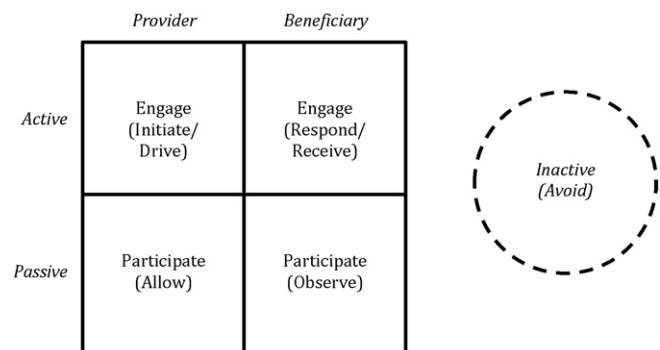 Provider
Beneficiary
Active
Engage
(Initiate/
Drive)
Engage
(Respond/
Receive)
Inactive
(Avoid)
Passive
Participate
(Allow)
Participate
(Observe)